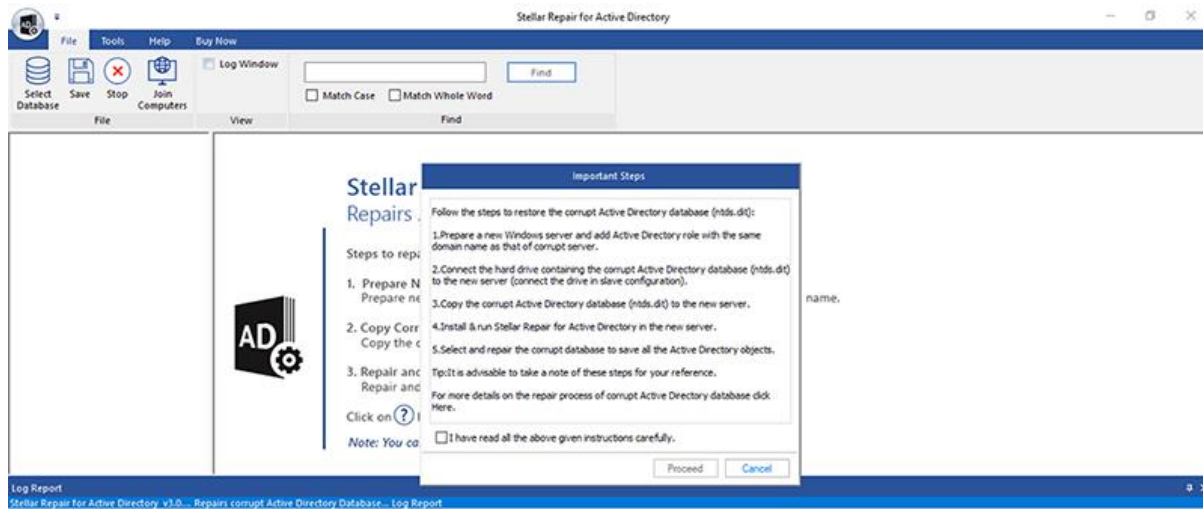 Stellar Repair for Active Directory
File Tools Help Buy Now
Select Database
Save
Stop
Join Computers
Log Window
Find
Match Case Match Whole Word
File View Find
Stellar
Repairs
Steps to repa
1. Prepare N
Prepare ne
name.
2. Copy Corr
Copy the c
AD
3. Repair and
Repair and
Click on ?
Note: You ca
Important Steps
Follow the steps to restore the corrupt Active Directory database (ntds.dit):
1.Prepare a new Windows server and add Active Directory role with the same
domain name as that of corrupt server.
2.Connect the hard drive containing the corrupt Active Directory database (ntds.dit)
to the new server (connect the drive in slave configuration).
3.Copy the corrupt Active Directory database (ntds.dit) to the new server.
4.Install & run Stellar Repair for Active Directory in the new server.
5.Select and repair the corrupt database to save all the Active Directory objects.
Tip:It is advisable to take a note of these steps for your reference.
For more details on the repair process of corrupt Active Directory database click
Here.
I have read all the above given instructions carefully.
Proceed Cancel
Log Report
Stellar Repair for Active Directory v3.0... Repairs corrupt Active Directory Database... Log Report